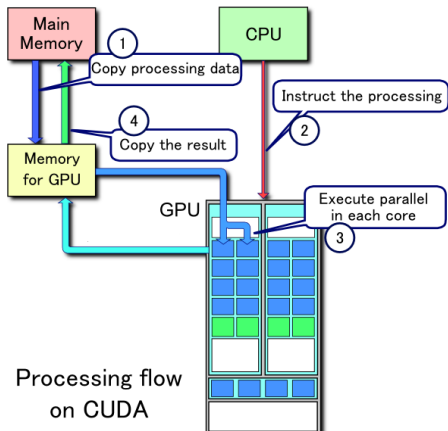 Main
Memory
CPU
1
Copy processing data
Instruct the processing
2
4
Copy the result
Memory
for GPU
GPU
Execute parallel
in each core
3
Processing flow
on CUDA